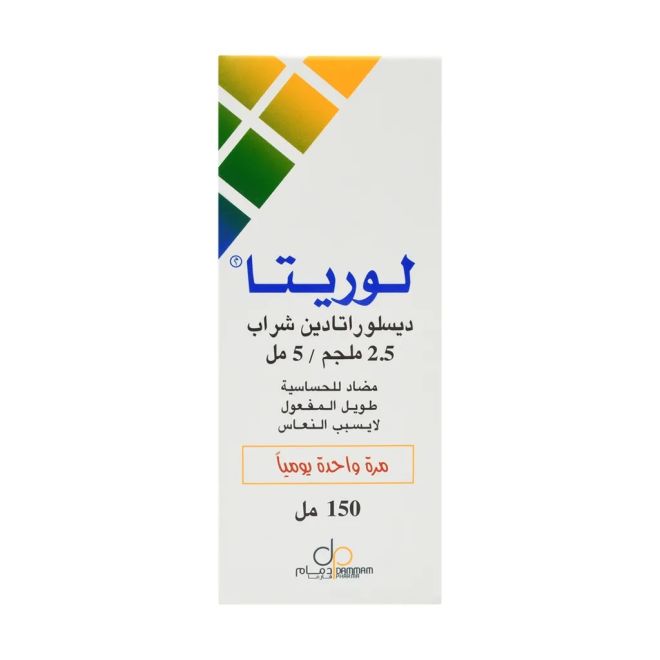 لوريتا ®
ديسلوراتادين شراب
2.5 ملجم / 5 مل
مضاد للحساسية
طويل المفعول
لايسبب النعاس
مرة واحدة يومياً
150 مل
dp
دمام فارما DAMMAM PHARMA